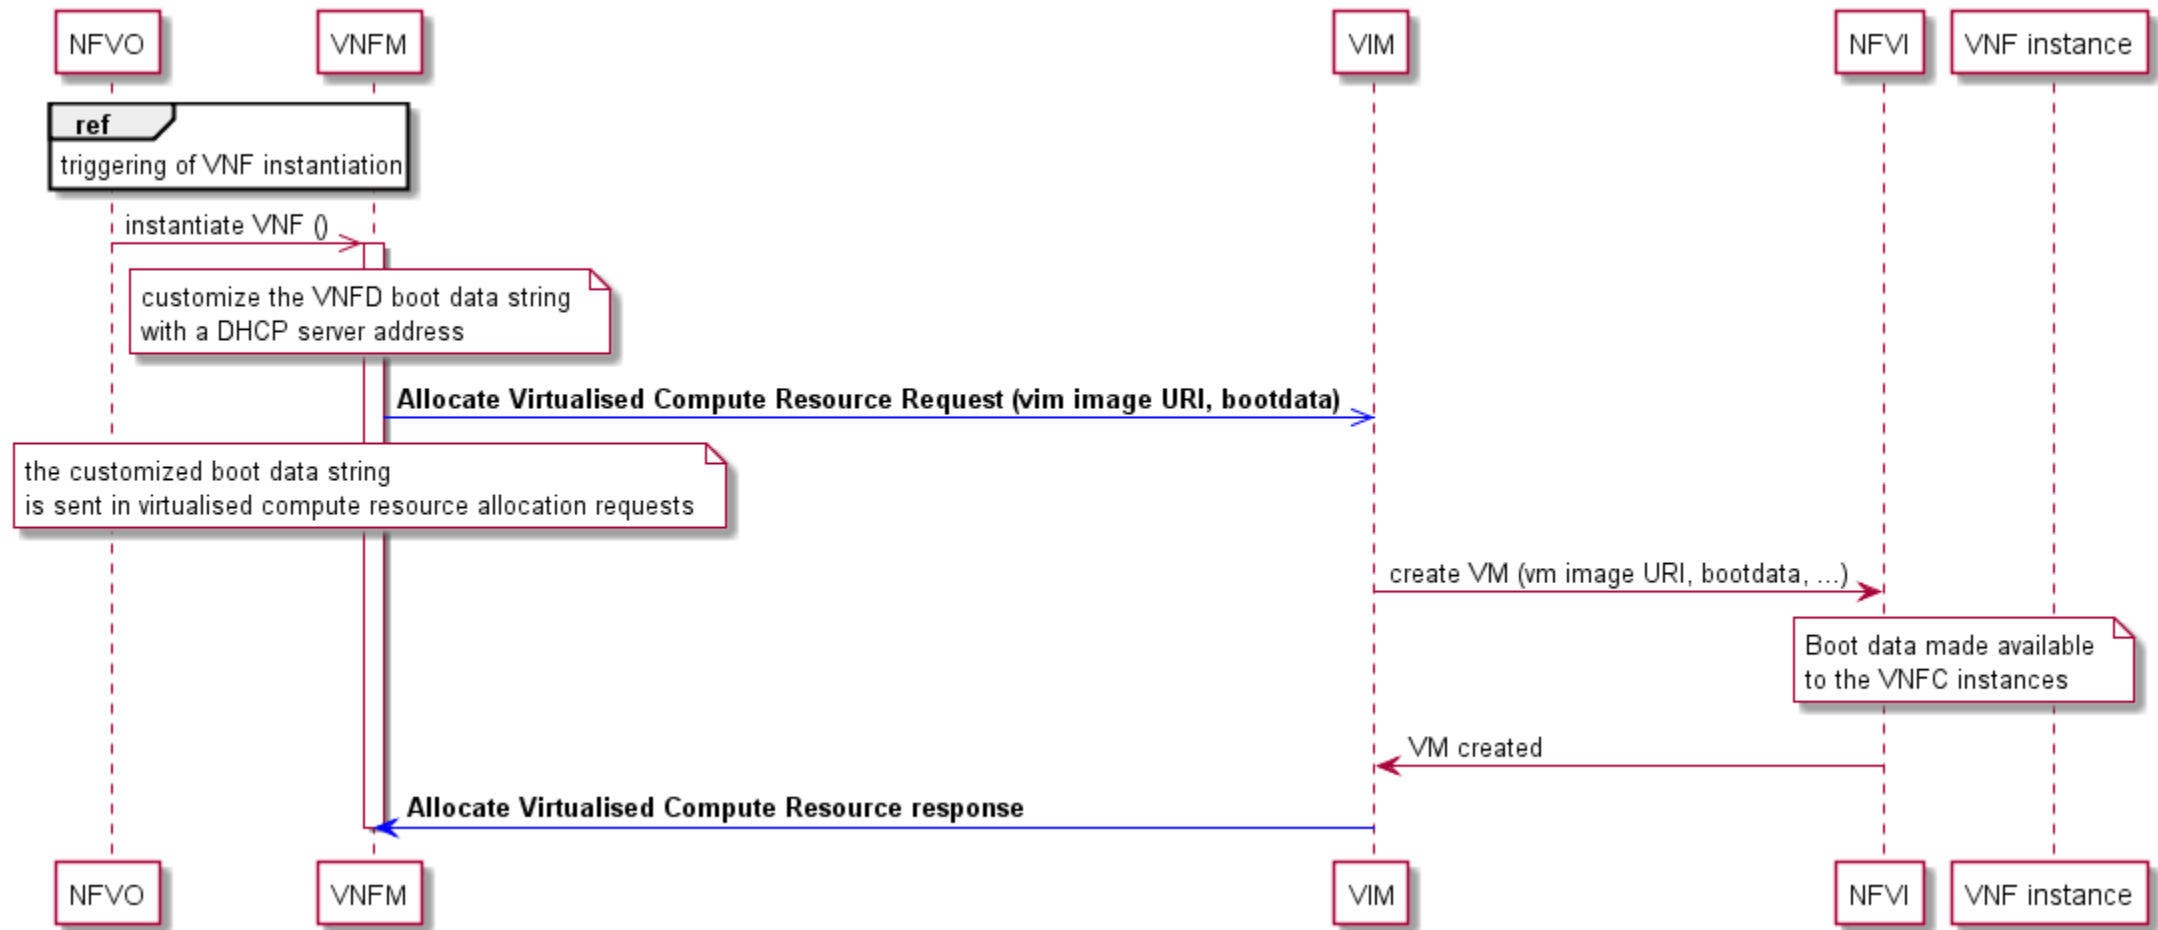 NFVO
VNFM
VIM
NFVI
VNF instance
ref
triggering of VNF instantiation
instantiate VNF ()
customize the VNFD boot data string
with a DHCP server address
Allocate Virtualised Compute Resource Request (vim image URI, bootdata)
the customized boot data string
is sent in virtualised compute resource allocation requests
create VM (vm image URI, bootdata, ...)
Boot data made available
to the VNFC instances
VM created
Allocate Virtualised Compute Resource response
NFVO
VNFM
VIM
NFVI
VNF instance